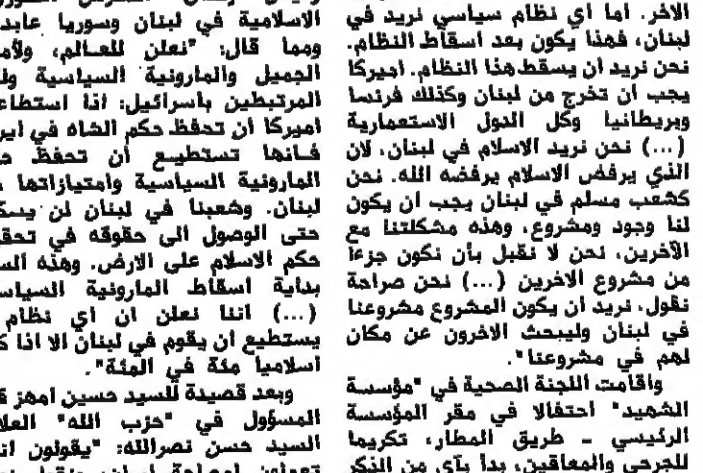 الآخر. اما اي نظام سياسي نريد في
لبنان، فهذا يكون بعد اسقاط النظام.
نحن نريد ان يسقط هذا النظام. اميركا
يجب ان تخرج من لبنان وكذلك فرنسا
وبريطانيا وكل الدول الاستعمارية
(...) نحن نريد الاسلام في لبنان، لان
الذي يرفض الاسلام يرفضه الله. نحن
كشعب مسلم في لبنان يجب ان يكون
لنا وجود ومشروع، وهذه مشكلتنا مع
الآخرين، نحن لا نقبل بأن نكون جزءا
من مشروع الاخرين (...) نحن صراحة
نقول، نريد أن يكون المشروع مشروعنا
في لبنان وليبحث الاخرون عن مكان
لهم في مشروعنا".
واقامت اللجنة الصحية في "مؤسسة
الشهيد" احتفالا في مقر المؤسسة
الرئيسي ـ طريق المطار، تكريما
للجرحى والمعاقين، بدأ بآي من الذكر
الاسلامية في لبنان وسوريا
ومما قال: "نعلن للعالم،
الجميل والمارونية السياسية
المرتبطين باسرائيل: اذا
اميركا أن تحفظ حكم الشاه في
فانها تستطيع أن تحفظ
المارونية السياسية وامتيازاتها
لبنان. وشعبنا في لبنان لن
حتى الوصول الى حقوقه في
حكم الاسلام على الارض. وهذه
بداية اسقاط المارونية
(...) اننا نعلن ان اي نظام
يستطيع ان يقوم في لبنان الا اذا
اسلاميا مئة في المئة".
وبعد قصيدة للسيد حسين امهز
المسؤول في "حزب الله"
السيد حسن نصرالله: "يقولون